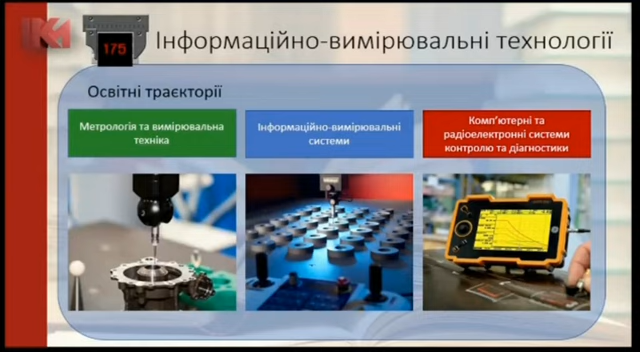 175
Інформаційно-вимірювальні технології
Освітні траєкторії
Метрологія та вимірювальна
техніка
Інформаційно-вимірювальні
системи
Комп'ютерні та
радіоелектронні системи
контролю та діагностики